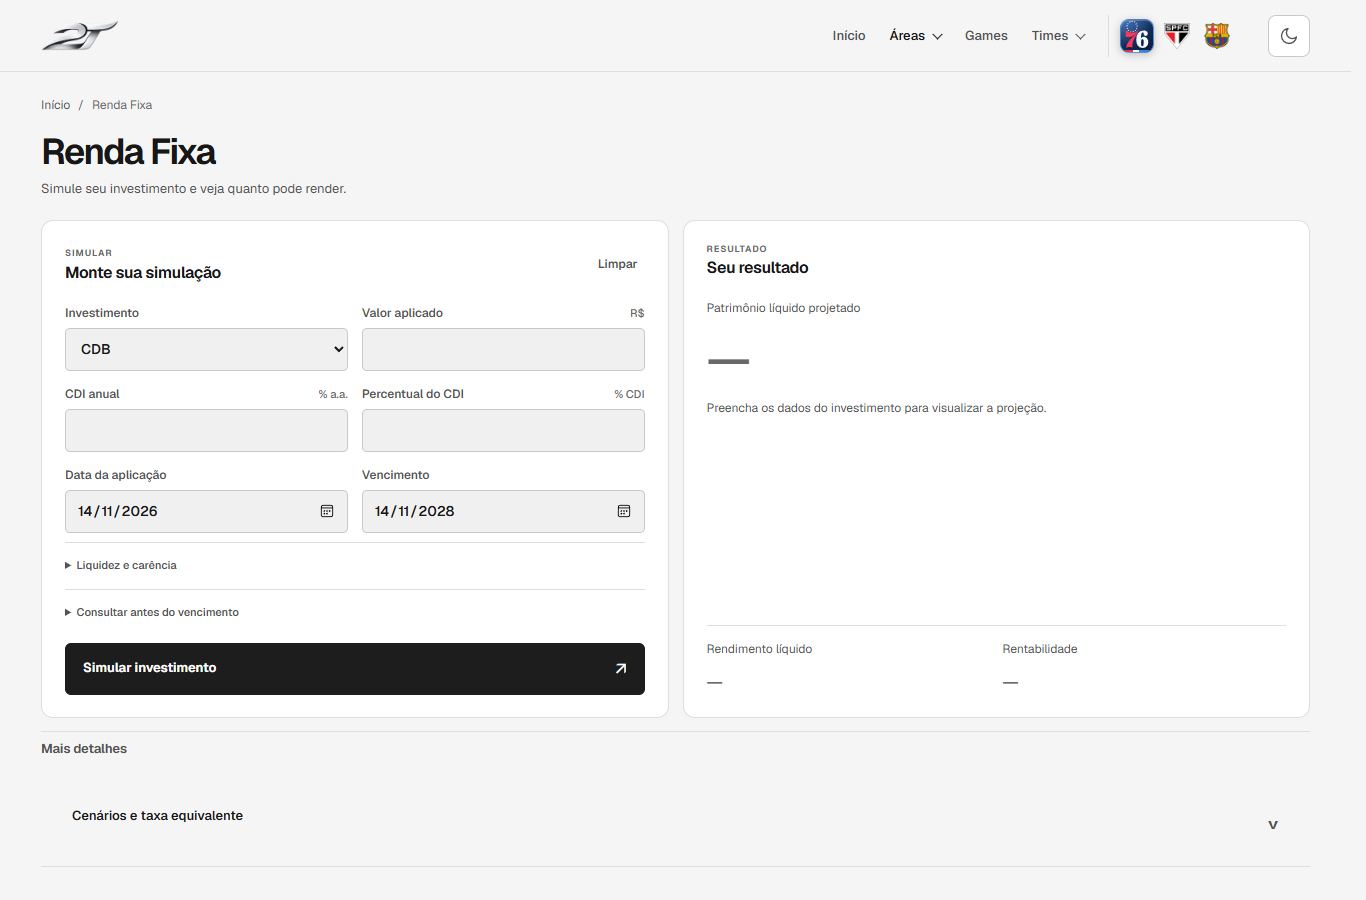 2T
Início
Áreas
Games
Times
76
SPFC
Início / Renda Fixa
Renda Fixa
Simule seu investimento e veja quanto pode render.
SIMULAR
Monte sua simulação
Limpar
Investimento
CDB
Valor aplicado
R$
CDI anual
% a.a.
Percentual do CDI
% CDI
Data da aplicação
14/11/2026
Vencimento
14/11/2028
Liquidez e carência
Consultar antes do vencimento
Simular investimento
RESULTADO
Seu resultado
Patrimônio líquido projetado
—
Preencha os dados do investimento para visualizar a projeção.
Rendimento líquido
—
Rentabilidade
—
Mais detalhes
Cenários e taxa equivalente
v